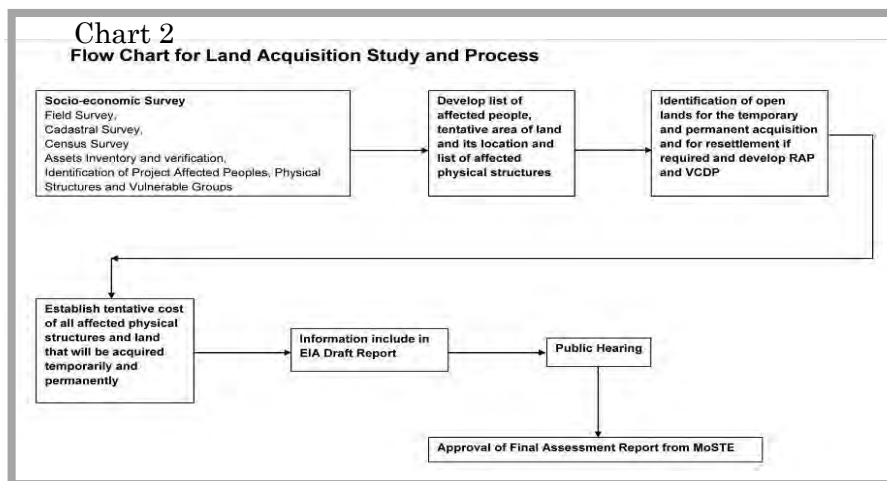 Chart 2
Flow Chart for Land Acquisition Study and Process
Socio-economic Survey
Field Survey,
Cadastral Survey,
Census Survey
Assets Inventory and verification,
Identification of Project Affected Peoples, Physical
Structures and Vulnerable Groups
Develop list of
affected people,
tentative area of land
and its location and
list of affected
physical structures
Identification of open
lands for the temporary
and permanent acquisition
and for resettlement if
required and develop RAP
and VCDP
Establish tentative cost
of all affected physical
structures and land
that will be acquired
temporarily and
permanently
Information include in
EIA Draft Report
Public Hearing
Approval of Final Assessment Report from MoSTE